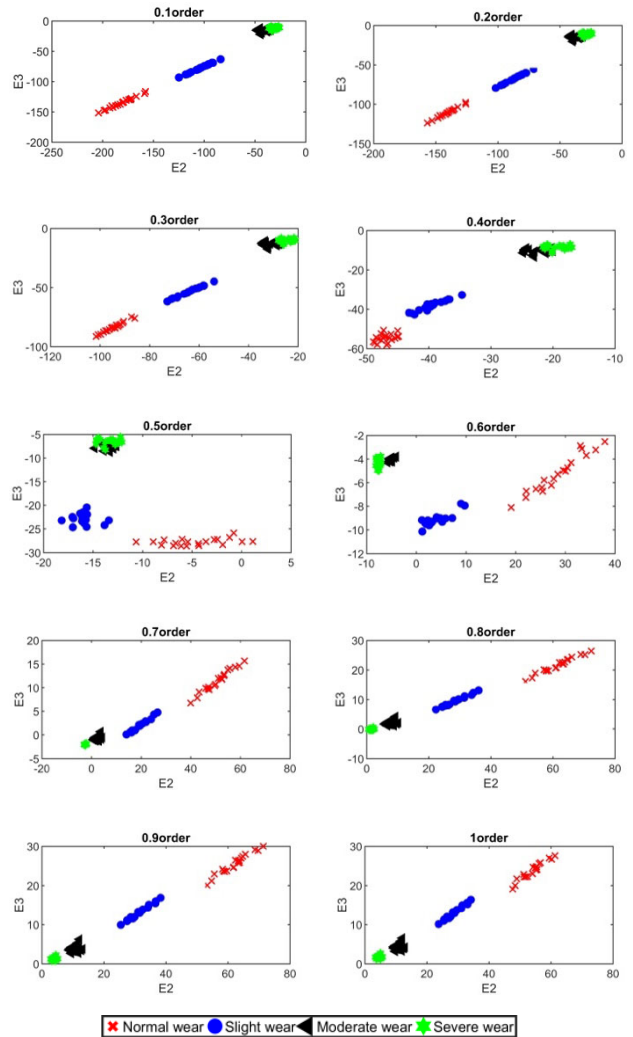 0.1order
0.2order
0
-50
-100
-150
-200
-250 -200 -150 -100 -50 0
E3
E2
0
-50
-100
-150
-200 -150 -100 -50 0
E3
E2
0.3order
0.4order
0
-50
-100
-120 -100 -80 -60 -40 -20
E3
E2
0
-20
-40
-60
-50 -40 -30 -20 -10
E3
E2
0.5order
0.6order
-5
-10
-15
-20
-25
-30
-20 -15 -10 -5 0 5
E3
E2
-2
-4
-6
-8
-10
-12
-10 0 10 20 30 40
E3
E2
0.7order
0.8order
20
15
10
5
0
-5
-20 0 20 40 60 80
E3
E2
30
20
10
0
-10
0 20 40 60 80
E3
E2
0.9order
1order
30
20
10
0
0 20 40 60 80
E3
E2
30
20
10
0
0 20 40 60 80
E3
E2
Normal wear Slight wear Moderate wear Severe wear